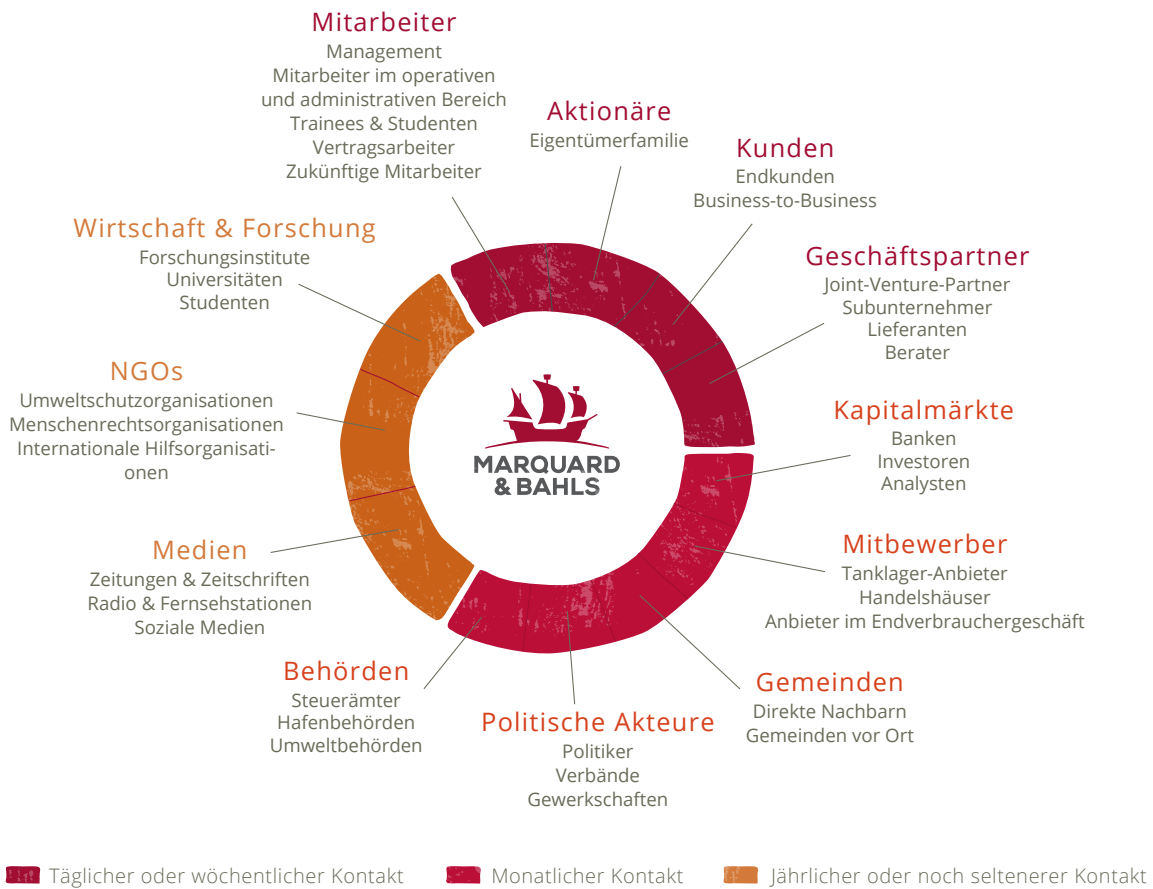 Mitarbeiter
Management
Mitarbeiter im operativen
und administrativen Bereich
Trainees & Studenten
Vertragsarbeiter
Zukünftige Mitarbeiter
Aktionäre
Eigentümerfamilie
Kunden
Endkunden
Business-to-Business
Geschäftspartner
Joint-Venture-Partner
Subunternehmer
Lieferanten
Berater
Kapitalmärkte
Banken
Investoren
Analysten
Mitbewerber
Tanklager-Anbieter
Handelshäuser
Anbieter im Endverbrauchergeschäft
Gemeinden
Direkte Nachbarn
Gemeinden vor Ort
Politische Akteure
Politiker
Verbände
Gewerkschaften
Behörden
Steuerämter
Hafenbehörden
Umweltbehörden
Medien
Zeitungen & Zeitschriften
Radio & Fernsehstationen
Soziale Medien
NGOs
Umweltschutzorganisationen
Menschenrechtsorganisationen
Internationale Hilfsorganisati-
onen
Wirtschaft & Forschung
Forschungsinstitute
Universitäten
Studenten
MARQUARD
& BAHLS
Täglicher oder wöchentlicher Kontakt
Monatlicher Kontakt
Jährlicher oder noch seltenerer Kontakt